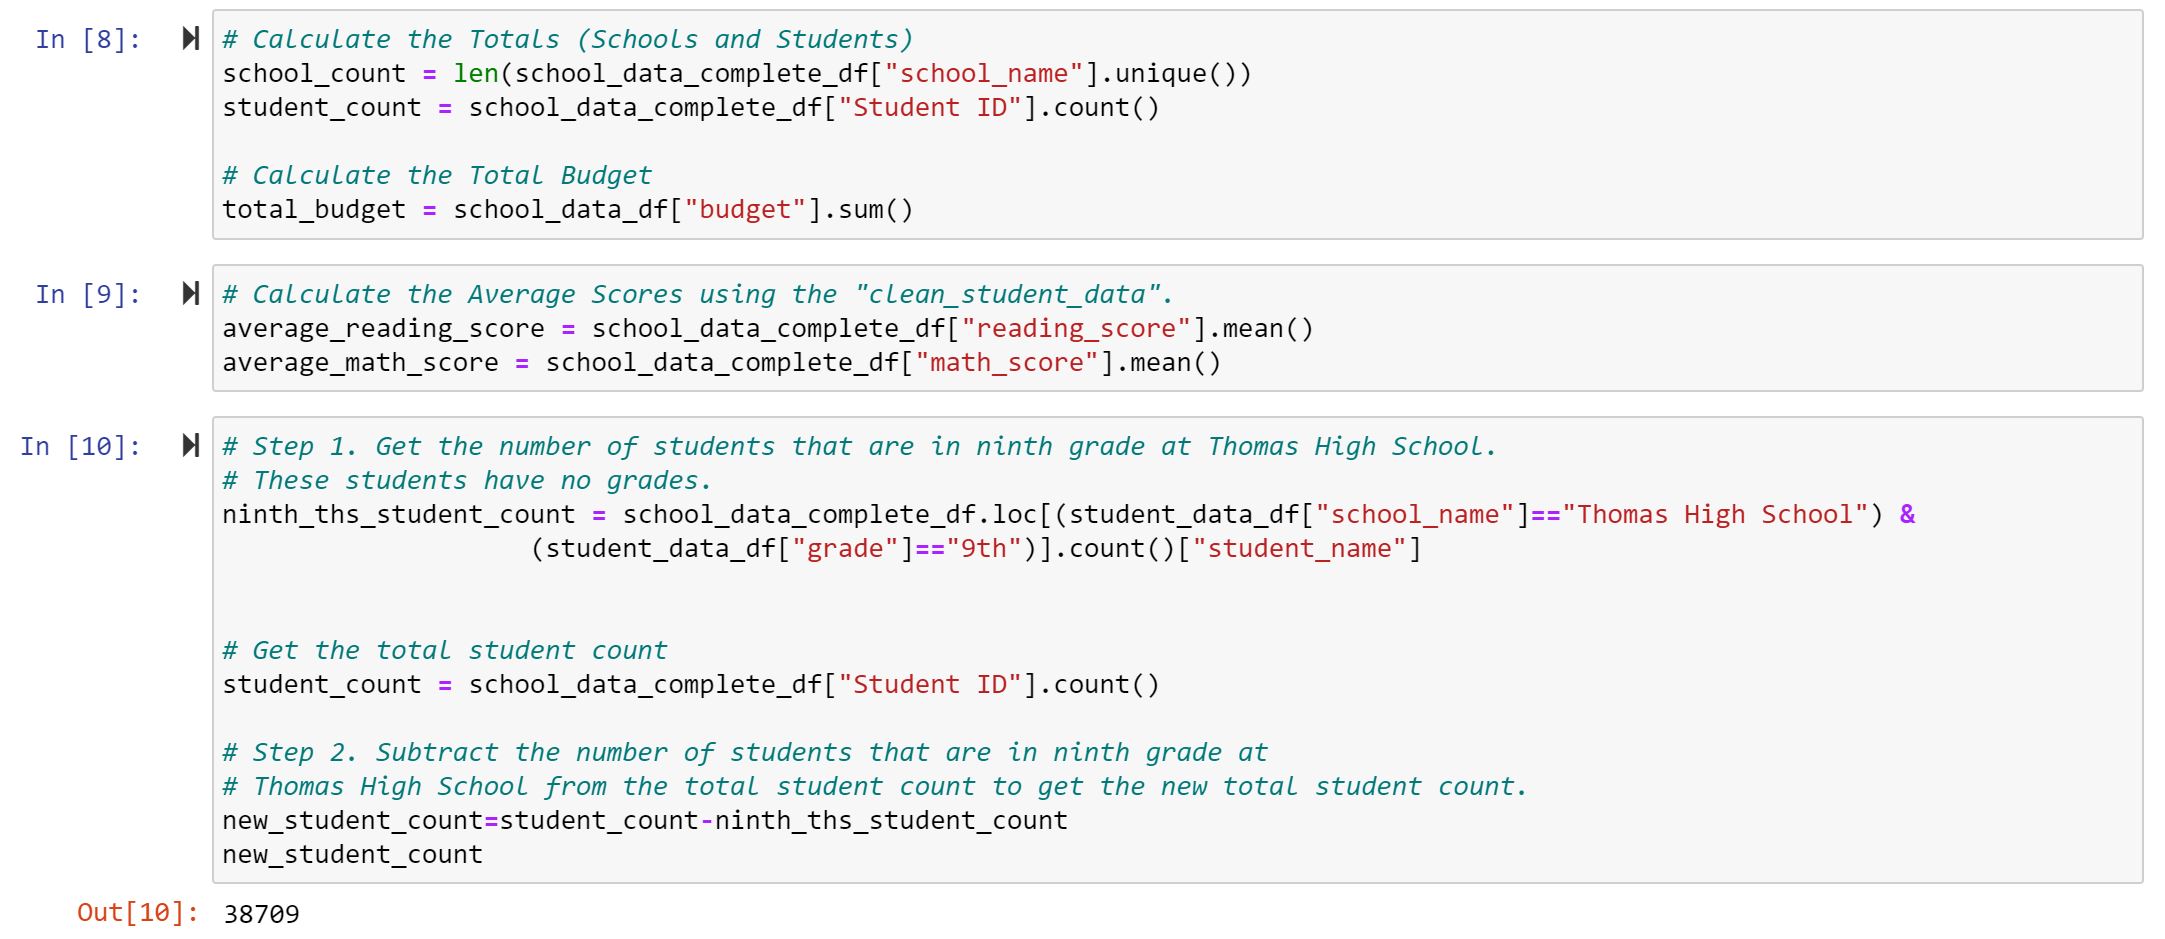 In [8]:
# Calculate the Totals (Schools and Students)
school_count = len(school_data_complete_df["school_name"].unique())
student_count = school_data_complete_df["Student ID"].count()
# Calculate the Total Budget
total_budget = school_data_df["budget"].sum()
In [9]:
# Calculate the Average Scores using the "clean_student_data".
average_reading_score = school_data_complete_df["reading_score"].mean()
average_math_score = school_data_complete_df["math_score"].mean()
In [10]:
# Step 1. Get the number of students that are in ninth grade at Thomas High School.
# These students have no grades.
ninth_ths_student_count = school_data_complete_df.loc[(student_data_df["school_name"]=="Thomas High School") &
(student_data_df["grade"]=="9th")].count()["student_name"]
# Get the total student count
student_count = school_data_complete_df["Student ID"].count()
# Step 2. Subtract the number of students that are in ninth grade at
# Thomas High School from the total student count to get the new total student count.
new_student_count=student_count-ninth_ths_student_count
new_student_count
Out[10]: 38709